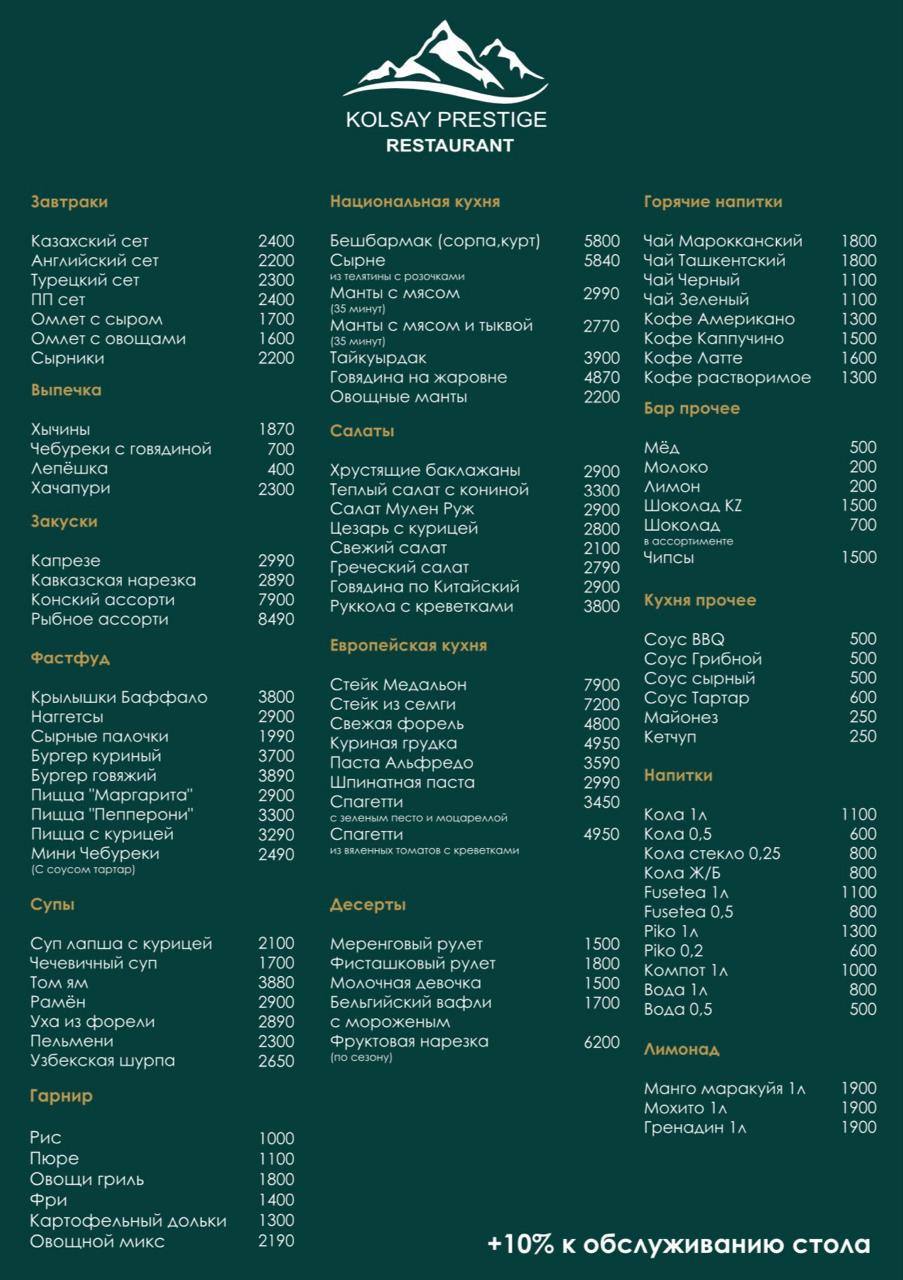 KOLSAY PRESTIGE
RESTAURANT
Завтраки
Казахский сет 2400
Английский сет 2200
Турецкий сет 2300
ПП сет 2400
Омлет с сыром 1700
Омлет с овощами 1600
Сырники 2200
Выпечка
Хычины 1870
Чебуреки с говядиной 700
Лепёшка 400
Хачапури 2300
Закуски
Капрезе 2990
Кавказская нарезка 2890
Конский ассорти 7900
Рыбное ассорти 8490
Фастфуд
Крылышки Баффало 3800
Наггетсы 2900
Сырные палочки 1990
Бургер куриный 3700
Бургер говяжий 3890
Пицца "Маргарита" 2900
Пицца "Пепперони" 3300
Пицца с курицей 3290
Мини Чебуреки 2490
(С соусом тартар)
Супы
Суп лапша с курицей 2100
Чечевичный суп 1700
Том ям 3880
Рамён 2900
Уха из форели 2890
Пельмени 2300
Узбекская шурпа 2650
Гарнир
Рис 1000
Пюре 1100
Овощи гриль 1800
Фри 1400
Картофельный дольки 1300
Овощной микс 2190
Национальная кухня
Бешбармак (сорпа,курт) 5800
Сырне 5840
из телятины с розочками
Манты с мясом 2990
(35 минут)
Манты с мясом и тыквой 2770
(35 минут)
Тайкуырдак 3900
Говядина на жаровне 4870
Овощные манты 2200
Салаты
Хрустящие баклажаны 2900
Теплый салат с кониной 3300
Салат Мулен Руж 2900
Цезарь с курицей 2800
Свежий салат 2100
Греческий салат 2790
Говядина по Китайский 2900
Руккола с креветками 3800
Европейская кухня
Стейк Медальон 7900
Стейк из семги 7200
Свежая форель 4800
Куриная грудка 4950
Паста Альфредо 3590
Шпинатная паста 2990
Спагетти 3450
с зеленым песто и моцареллой
Спагетти 4950
из вяленных томатов с креветками
Десерты
Меренговый рулет 1500
Фисташковый рулет 1800
Молочная девочка 1500
Бельгийский вафли 1700
с мороженым
Фруктовая нарезка 6200
(по сезону)
Горячие напитки
Чай Марокканский 1800
Чай Ташкентский 1800
Чай Черный 1100
Чай Зеленый 1100
Кофе Американо 1300
Кофе Каппучино 1500
Кофе Латте 1600
Кофе растворимое 1300
Бар прочее
Мёд 500
Молоко 200
Лимон 200
Шоколад KZ 1500
Шоколад 700
в ассортименте
Чипсы 1500
Кухня прочее
Соус BBQ 500
Соус Грибной 500
Соус сырный 500
Соус Тартар 600
Майонез 250
Кетчуп 250
Напитки
Кола 1л 1100
Кола 0,5 600
Кола стекло 0,25 800
Кола Ж/Б 800
Fusetea 1л 1100
Fusetea 0,5 800
Piko 1л 1300
Piko 0,2 600
Компот 1л 1000
Вода 1л 800
Вода 0,5 500
Лимонад
Манго маракуйя 1л 1900
Мохито 1л 1900
Гренадин 1л 1900
+10% к обслуживанию стола